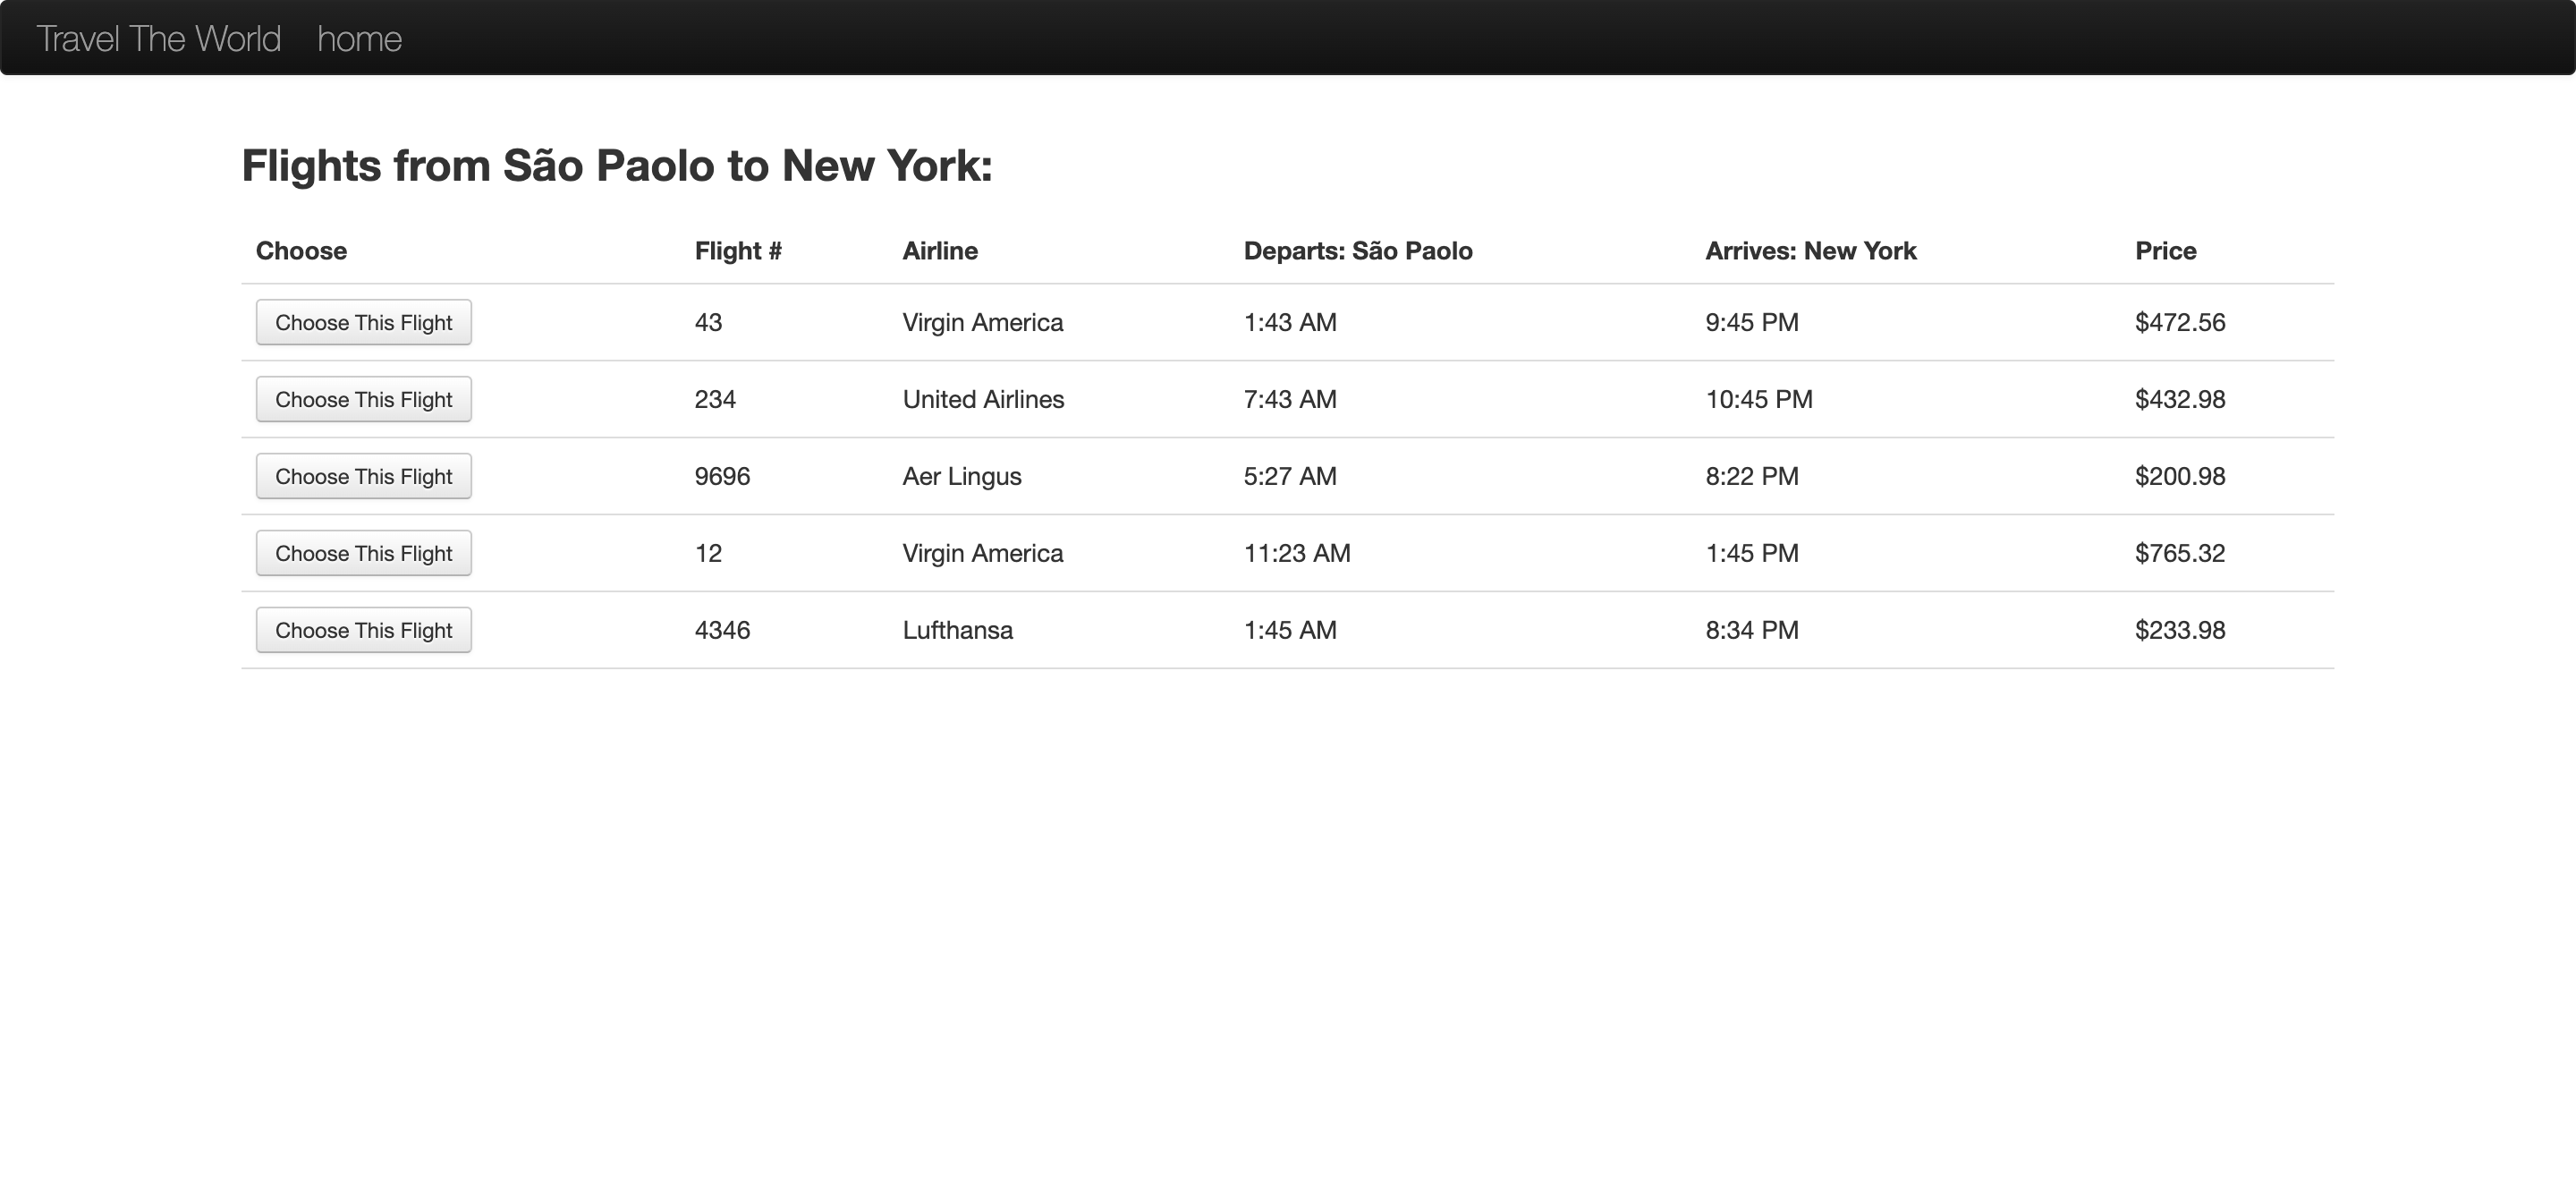 Travel The World home
Flights from São Paolo to New York:
Choose Flight # Airline Departs: São Paolo Arrives: New York Price
Choose This Flight 43 Virgin America 1:43 AM 9:45 PM $472.56
Choose This Flight 234 United Airlines 7:43 AM 10:45 PM $432.98
Choose This Flight 9696 Aer Lingus 5:27 AM 8:22 PM $200.98
Choose This Flight 12 Virgin America 11:23 AM 1:45 PM $765.32
Choose This Flight 4346 Lufthansa 1:45 AM 8:34 PM $233.98